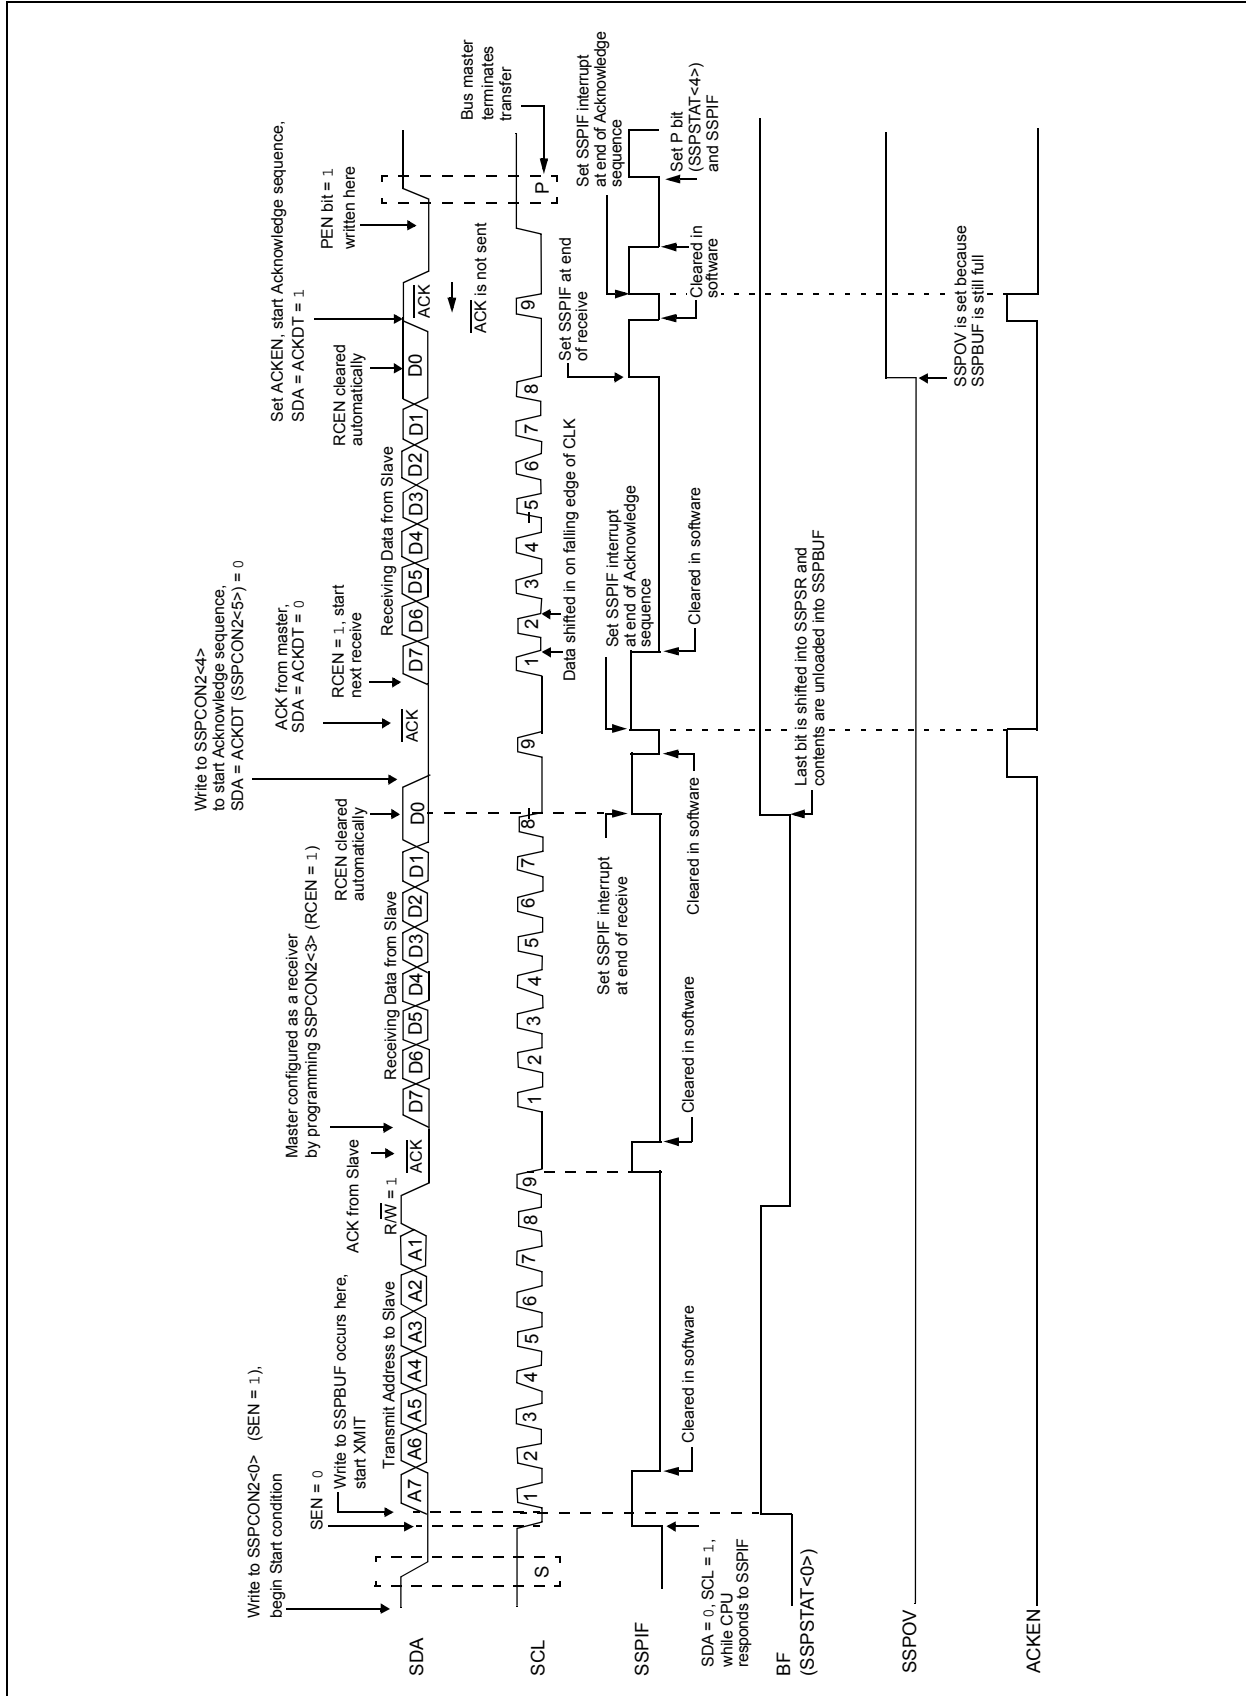 Write to SSPCON2<0> (SEN = 1),
begin Start condition
SEN = 0
Write to SSPBUF occurs here,
start XMIT
Master configured as a receiver
by programming SSPCON2<3> (RCEN = 1)
ACK from Slave
Write to SSPCON2<4>
to start Acknowledge sequence,
SDA = ACKDT (SSPCON2<5>) = 0
RCEN cleared
automatically
ACK from master,
SDA = ACKDT = 0
RCEN = 1, start
next receive
Set ACKEN, start Acknowledge sequence,
SDA = ACKDT = 1
RCEN cleared
automatically
PEN bit = 1
written here
Transmit Address to Slave
R/W = 1
Receiving Data from Slave
Receiving Data from Slave
SDA
A7 A6 A5 A4 A3 A2 A1
ACK
D7 D6 D5 D4 D3 D2 D1 D0
ACK
D7 D6 D5 D4 D3 D2 D1 D0
ACK
ACK is not sent
Bus master
terminates
transfer
SCL
S
1 2 3 4 5 6 7 8 9
1 2 3 4 5 6 7 8 9
1 2 3 4 5 6 7 8 9
P
Data shifted in on falling edge of CLK
Set SSPIF interrupt
at end of receive
Set SSPIF interrupt
at end of Acknowledge
sequence
Set SSPIF at end
of receive
Set SSPIF interrupt
at end of Acknowledge
sequence
SSPIF
SDA = 0, SCL = 1,
while CPU
responds to SSPIF
Cleared in software
Cleared in software
Cleared in software
Cleared in software
Cleared in
software
Set P bit
(SSPSTAT<4>)
and SSPIF
BF
(SSPSTAT<0>)
Last bit is shifted into SSPSR and
contents are unloaded into SSPBUF
SSPOV
SSPOV is set because
SSPBUF is still full
ACKEN